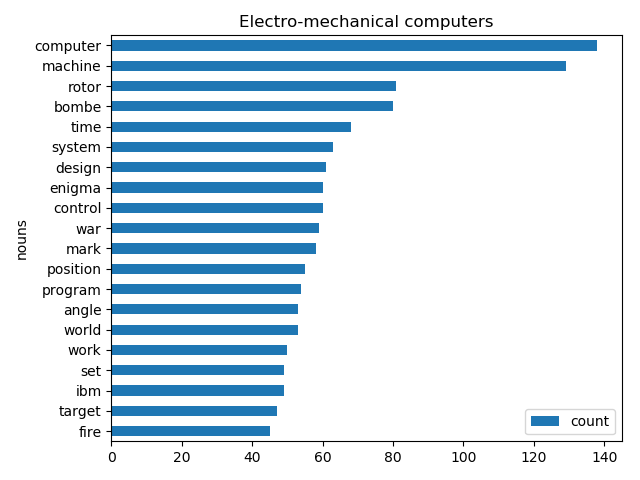 Electro-mechanical computers
nouns
computer
machine
rotor
bombe
time
system
design
enigma
control
war
mark
position
program
angle
world
work
set
ibm
target
fire
count
0 20 40 60 80 100 120 140